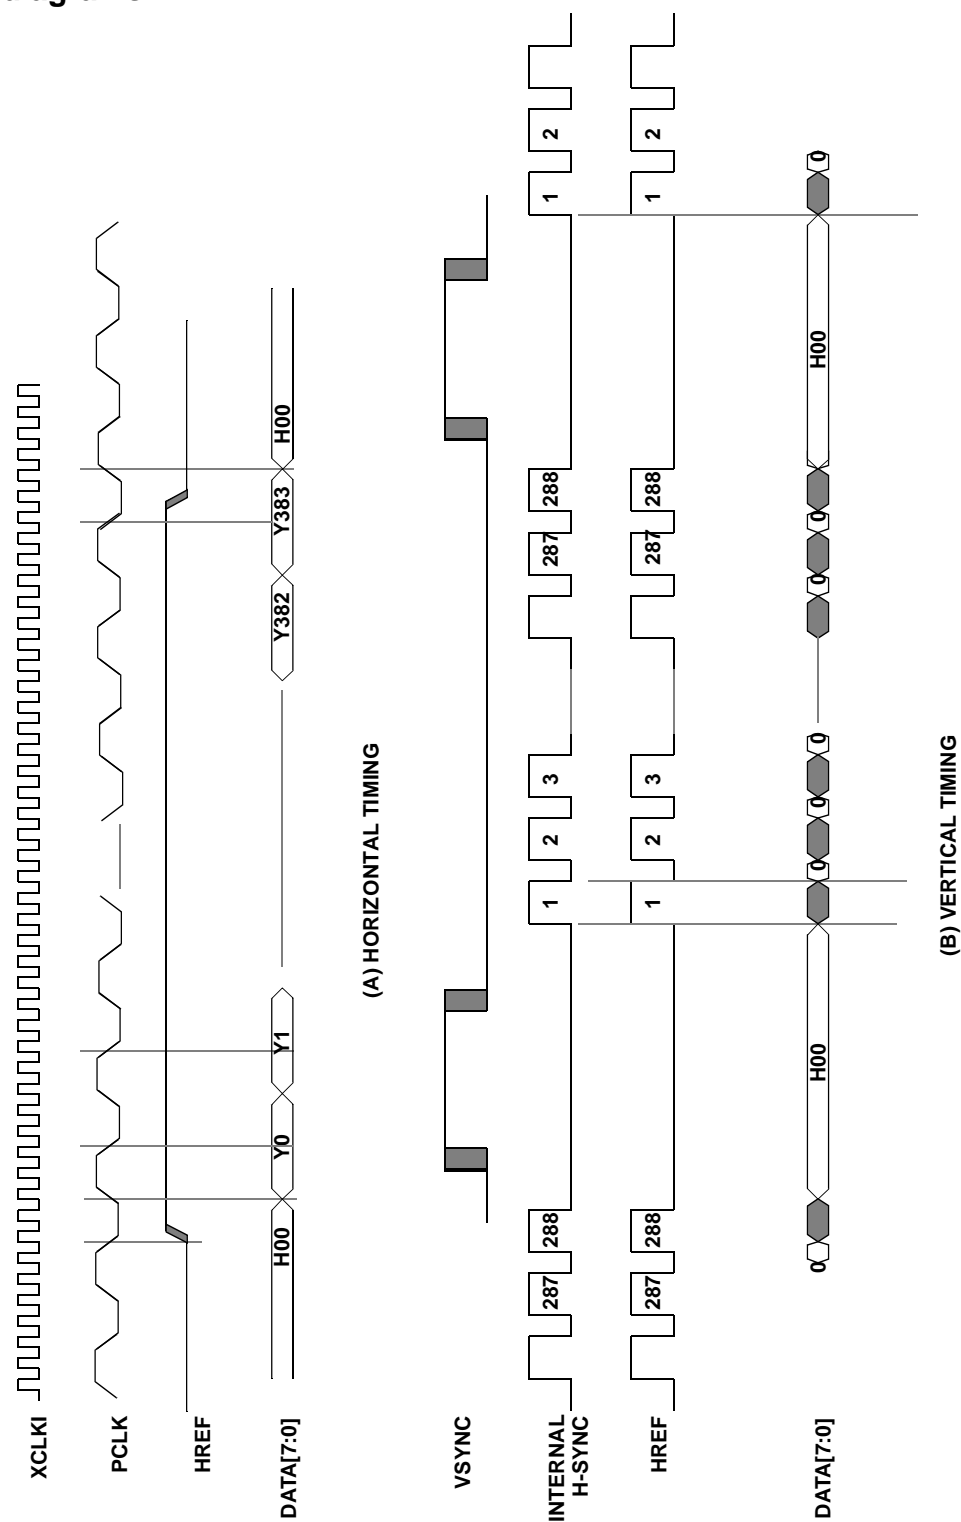 XCLKI
PCLK
HREF
DATA[7:0] H00 Y0 Y1 Y382 Y383 H00
(A) HORIZONTAL TIMING
VSYNC
INTERNAL
H-SYNC 287 288 1 2 3 287 288 1 2
HREF 287 288 1 2 3 287 288 1 2
DATA[7:0] 0 H00 0 0 0 0 0 H00 0
(B) VERTICAL TIMING